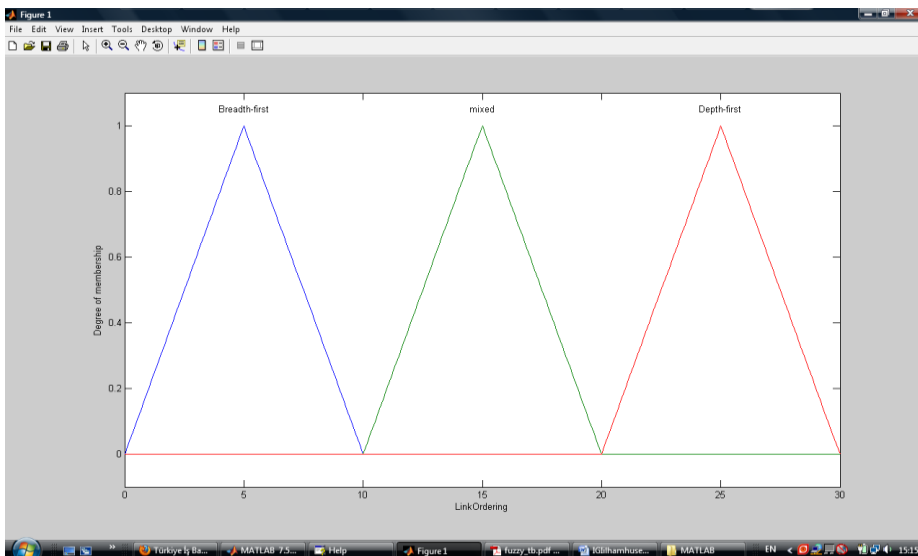 Figure 1
File Edit View Insert Tools Desktop Window Help
Breadth-first mixed Depth-first
1
0.8
0.6
0.4
0.2
0
Degree of membership
0 5 10 15 20 25 30
LinkOrdering
Türkiye İş Ba... MATLAB 7.5.... Help Figure 1 fuzzy_tb.pdf ... MATLAB EN